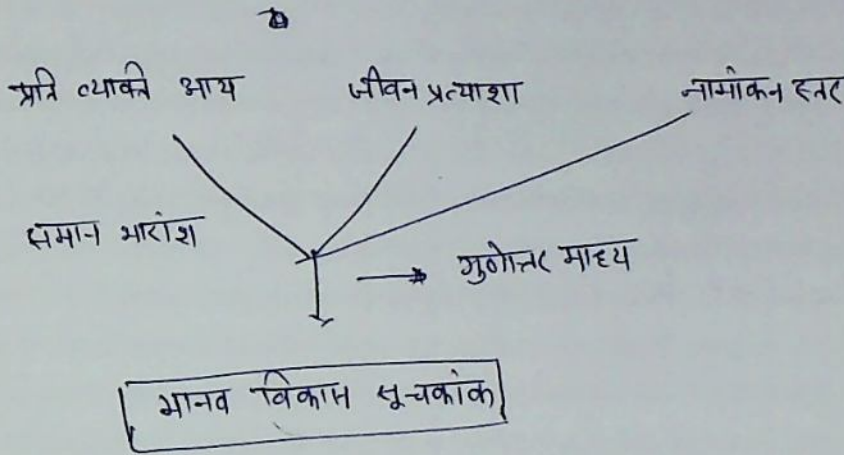 प्रति व्यक्ति आय जीवन प्रत्याशा नामांकन स्तर
समान भारांश
गुणोत्तर माध्य
मानव विकास सूचकांक